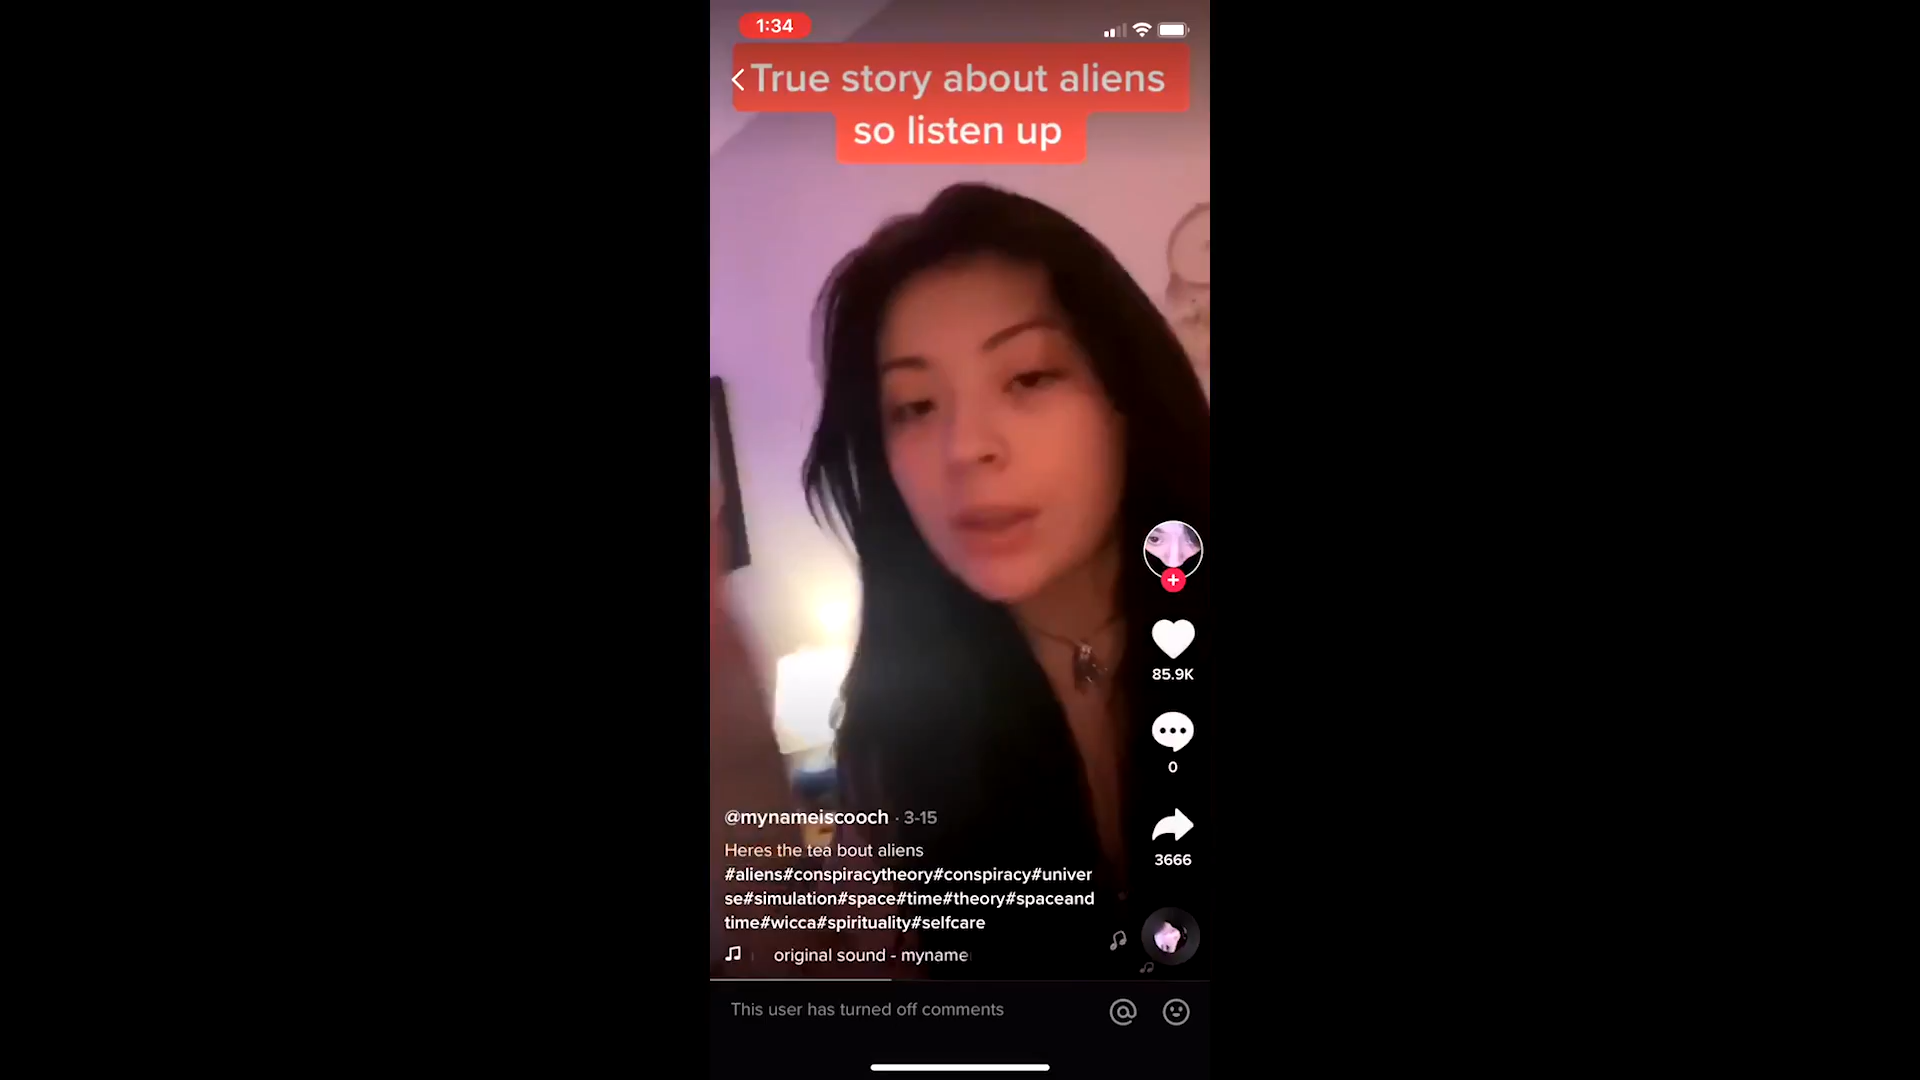 1:34
True story about aliens
so listen up
85.9K
0
3666
@mynameiscooch · 3-15
Heres the tea bout aliens
#aliens#conspiracytheory#conspiracy#univer
se#simulation#space#time#theory#spaceand
time#wicca#spirituality#selfcare
original sound - myname
This user has turned off comments